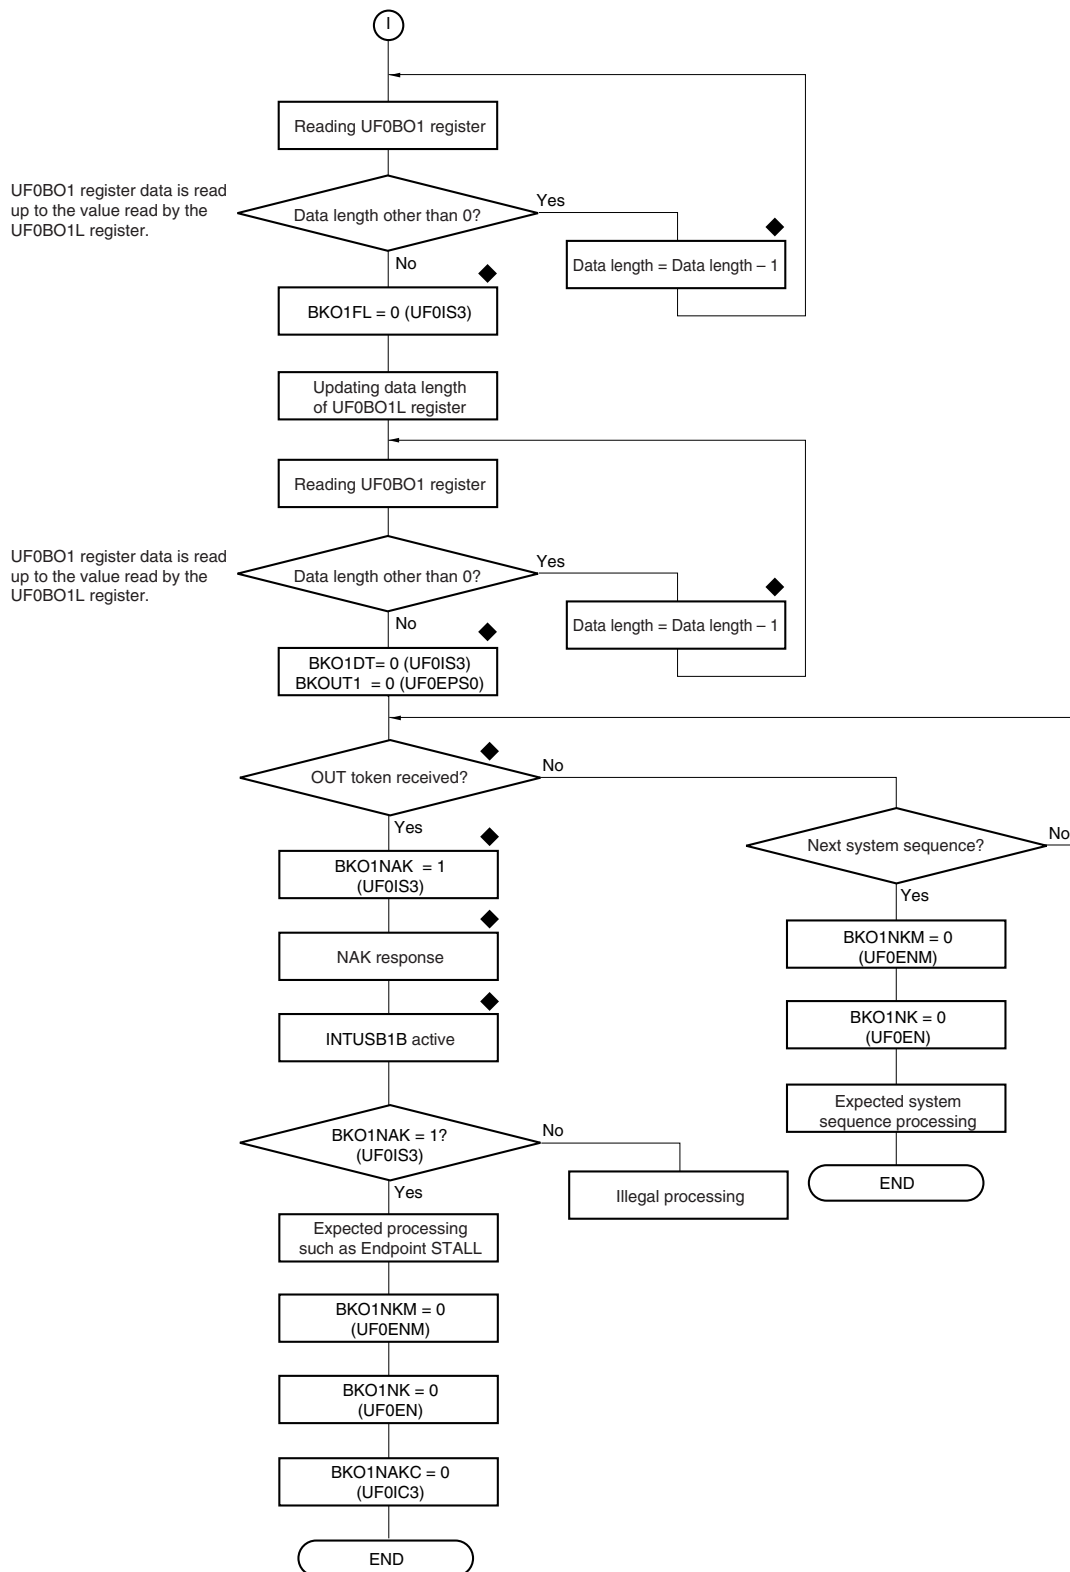 I
Reading UF0BO1 register
UF0BO1 register data is read
up to the value read by the
UF0BO1L register.
Data length other than 0?
Yes
Data length = Data length – 1
No
BKO1FL = 0 (UF0IS3)
Updating data length
of UF0BO1L register
Reading UF0BO1 register
UF0BO1 register data is read
up to the value read by the
UF0BO1L register.
Data length other than 0?
Yes
Data length = Data length – 1
No
BKO1DT= 0 (UF0IS3)
BKOUT1 = 0 (UF0EPS0)
OUT token received?
No
Yes
Next system sequence?
No
Yes
BKO1NAK = 1
(UF0IS3)
NAK response
INTUSB1B active
BKO1NKM = 0
(UF0ENM)
BKO1NK = 0
(UF0EN)
Expected system
sequence processing
END
BKO1NAK = 1?
(UF0IS3)
No
Illegal processing
Yes
Expected processing
such as Endpoint STALL
BKO1NKM = 0
(UF0ENM)
BKO1NK = 0
(UF0EN)
BKO1NAKC = 0
(UF0IC3)
END